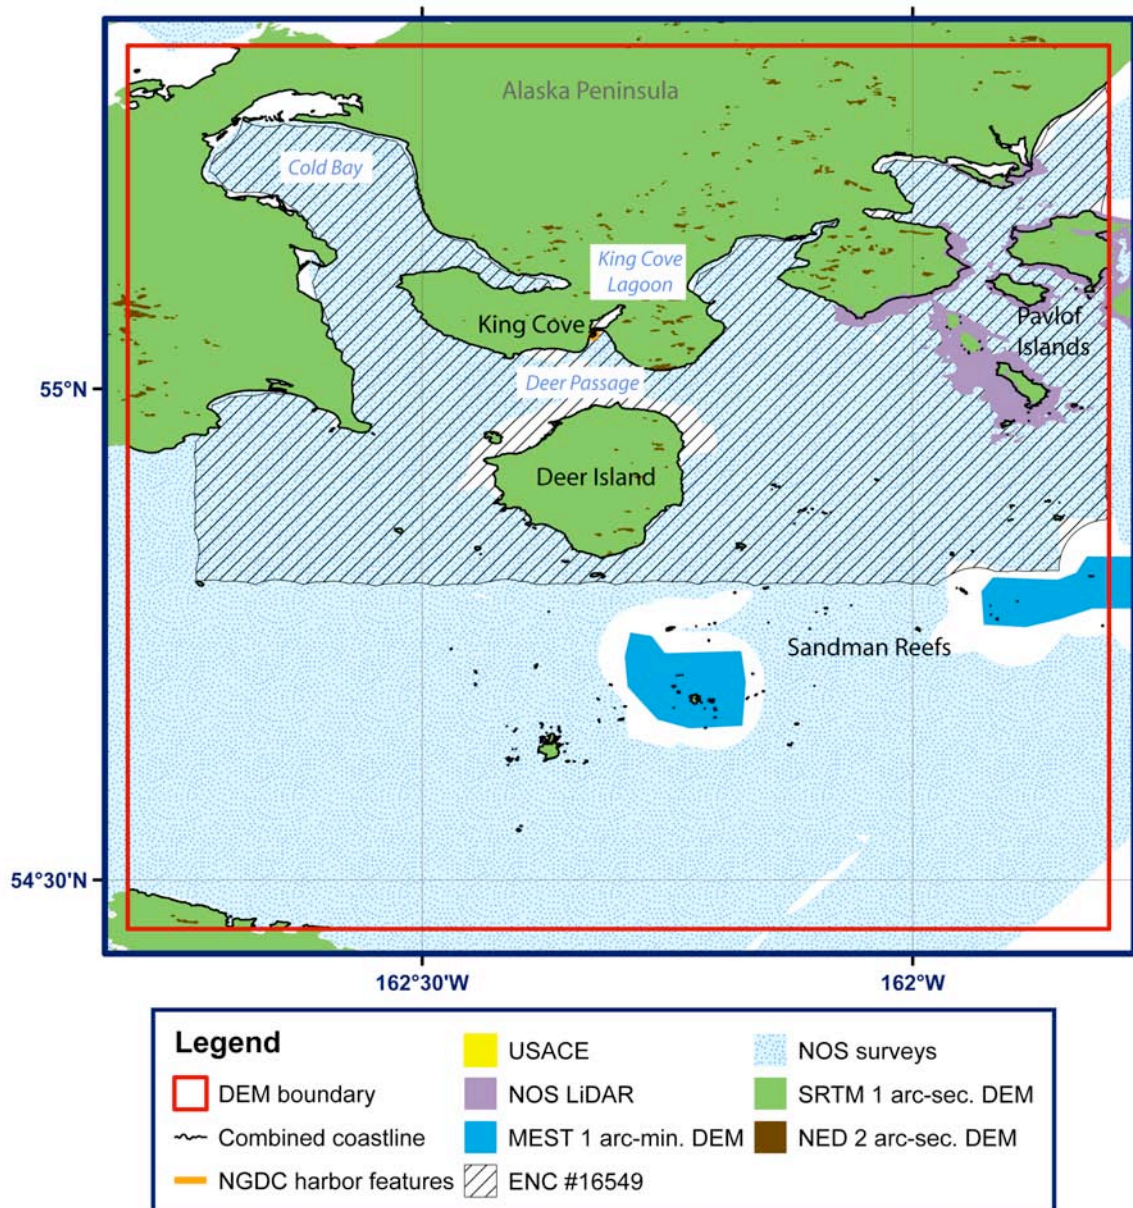 Alaska Peninsula
Cold Bay
King Cove
Lagoon
King Cove
Pavlof
Islands
55°N
Deer Passage
Deer Island
Sandman Reefs
54°30'N
162°30'W
162°W
Legend
DEM boundary
Combined coastline
NGDC harbor features
USACE
NOS LiDAR
MEST 1 arc-min. DEM
ENC #16549
NOS surveys
SRTM 1 arc-sec. DEM
NED 2 arc-sec. DEM